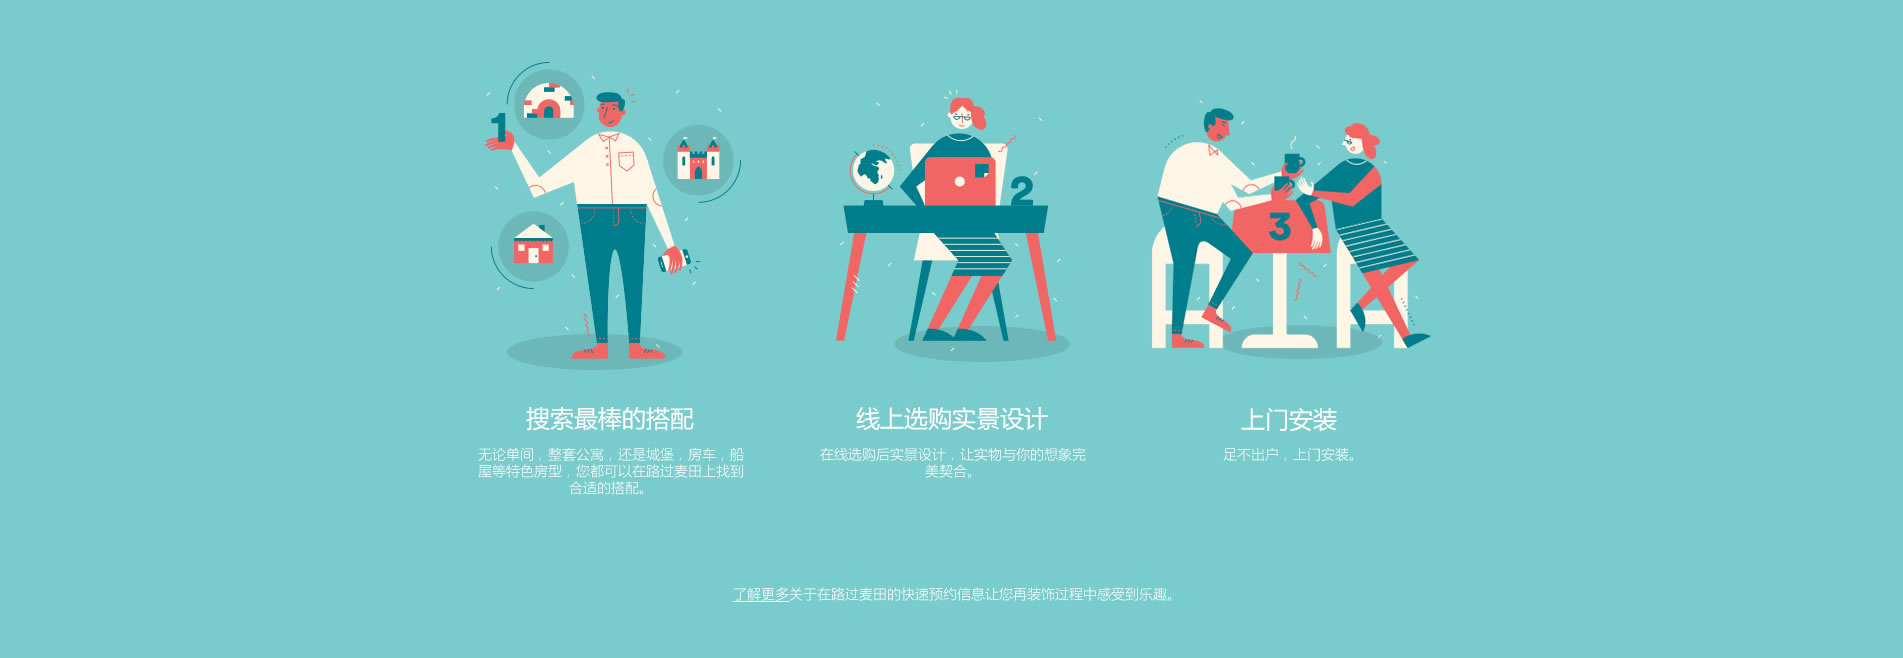 1
2
3
搜索最棒的搭配
无论单间，整套公寓，还是城堡，房车，船
屋等特色房型，您都可以在路过麦田上找到
合适的搭配。
线上选购实景设计
在线选购后实景设计，让实物与你的想象完
美契合。
上门安装
足不出户，上门安装。
了解更多关于在路过麦田的快速预约信息让您再装饰过程中感受到乐趣。